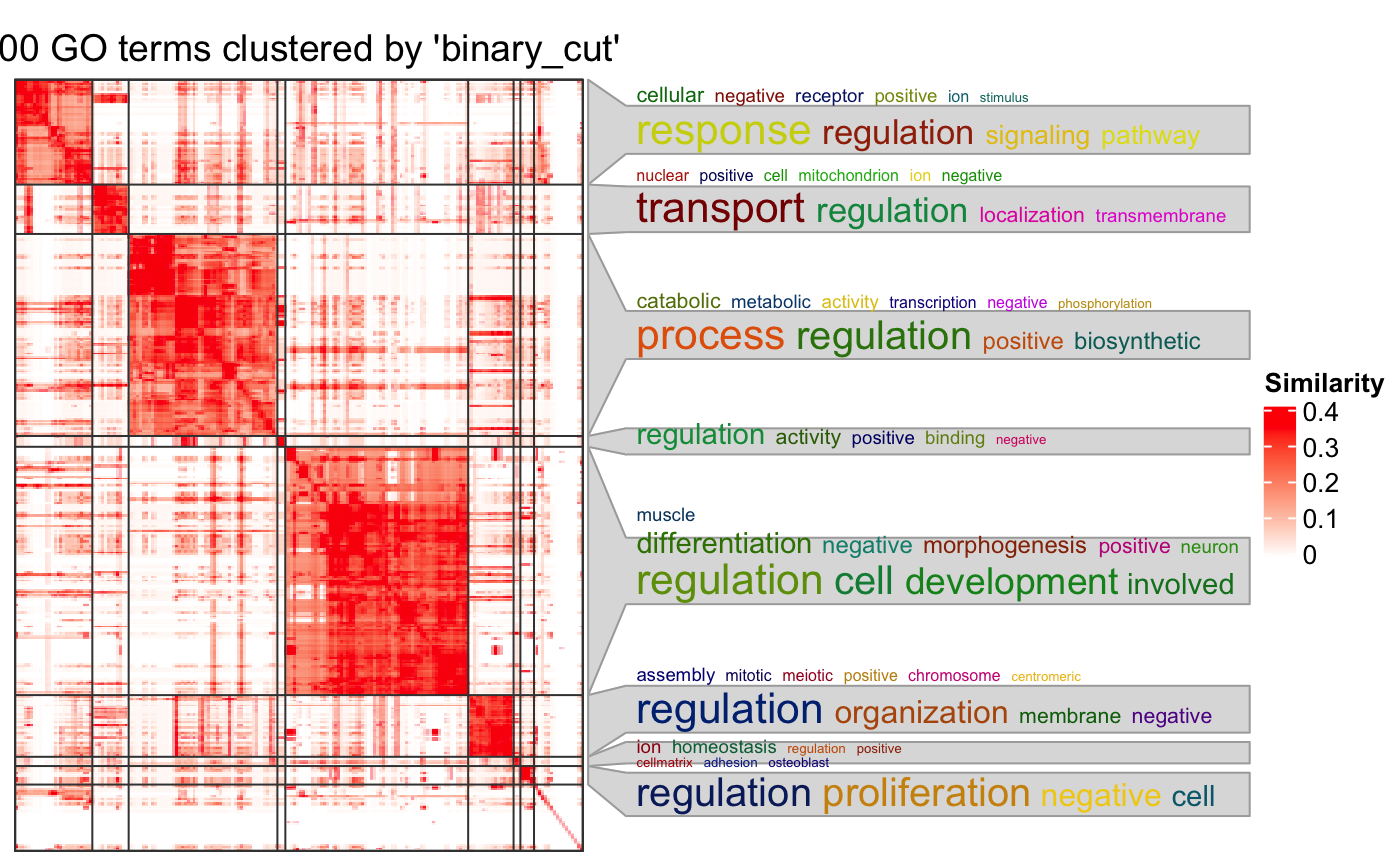 00 GO terms clustered by 'binary_cut'
cellular negative receptor positive ion stimulus
response regulation signaling pathway
nuclear positive cell mitochondrion ion negative
transport regulation localization transmembrane
catabolic metabolic activity transcription negative phosphorylation
process regulation positive biosynthetic
regulation activity positive binding negative
muscle
differentiation negative morphogenesis positive neuron
regulation cell development involved
assembly mitotic meiotic positive chromosome centromeric
regulation organization membrane negative
ion homeostasis regulation positive
cellmatrix adhesion osteoblast
regulation proliferation negative cell
Similarity
0.4
0.3
0.2
0.1
0